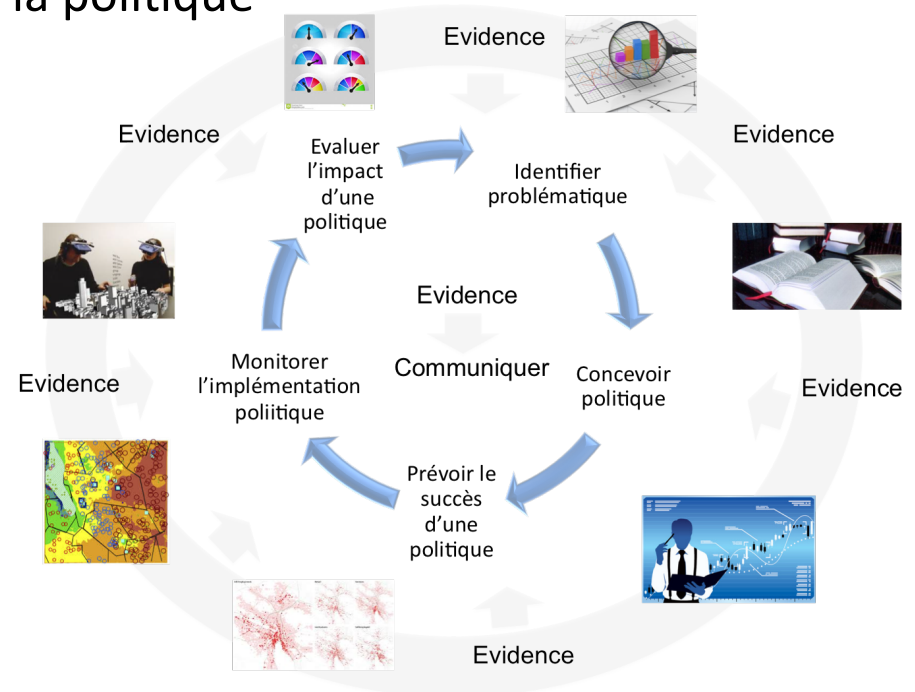 la politique
Evidence
Evidence
Evidence
Evaluer
l'impact
d'une
politique
Identifier
problématique
Evidence
Communiquer
Monitorer
l'implémentation
poliitique
Concevoir
politique
Evidence
Evidence
Prévoir le
succès
d'une
politique
Evidence